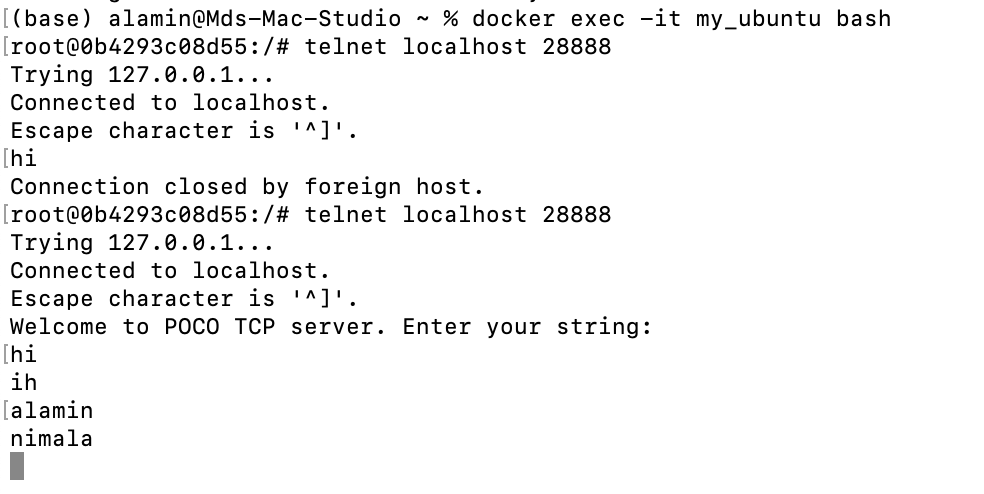 [(base) alamin@Mds-Mac-Studio ~ % docker exec -it my_ubuntu bash
[root@0b4293c08d55:/# telnet localhost 28888
Trying 127.0.0.1...
Connected to localhost.
Escape character is '^]'.
[hi
Connection closed by foreign host.
[root@0b4293c08d55:/# telnet localhost 28888
Trying 127.0.0.1...
Connected to localhost.
Escape character is '^]'.
Welcome to POCO TCP server. Enter your string:
[hi
ih
[alamin
nimala